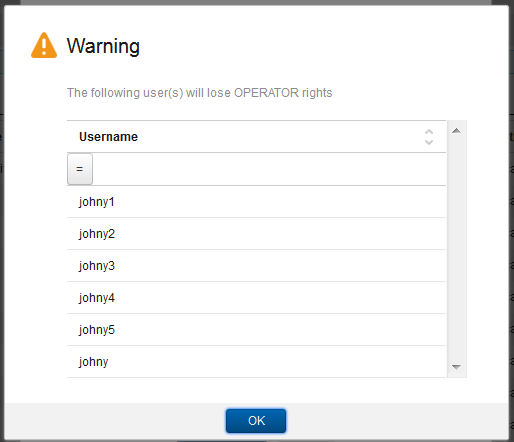 Warning
The following user(s) will lose OPERATOR rights
Username
=
johny1
johny2
johny3
johny4
johny5
johny
OK